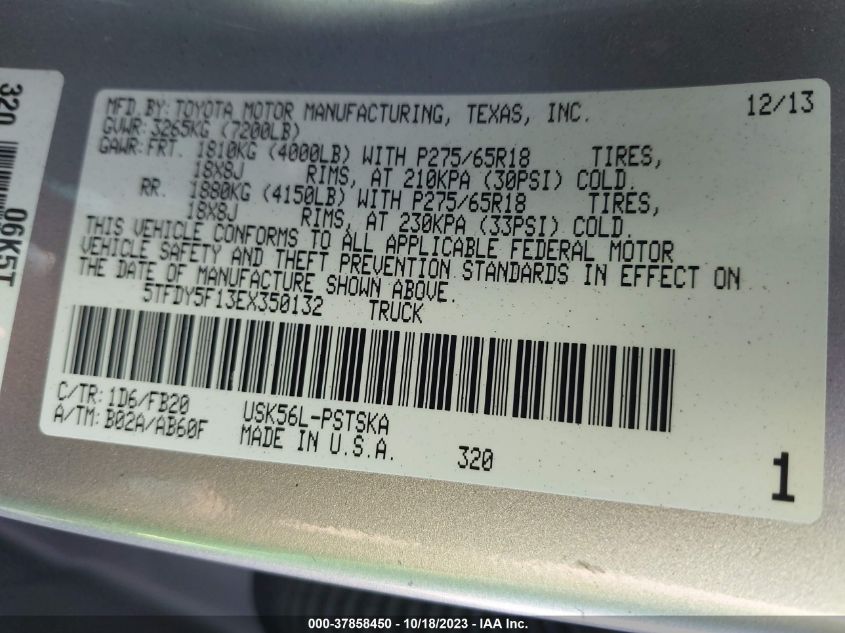 MFD.BY: TOYOTA MOTOR MANUFACTURING, TEXAS, INC. 12/13
GVWR: 3265KG (7200LB)
GAWR: FRT. 1810KG (4000LB) WITH P275/65R18 TIRES,
18X8J RIMS, AT 210KPA (30PSI) COLD.
RR. 1880KG (4150LB) WITH P275/65R18 TIRES,
18X8J RIMS, AT 230KPA (33PSI) COLD.
THIS VEHICLE CONFORMS TO ALL APPLICABLE FEDERAL MOTOR
VEHICLE SAFETY AND THEFT PREVENTION STANDARDS IN EFFECT ON
THE DATE OF MANUFACTURE SHOWN ABOVE.
5TFDY5F13EX350132 TRUCK
C/TR: 1D6/FB20 USK56L-PSTSKA
A/TM: B02A/AB60F MADE IN U.S.A. 320
1
320
06K5T
000-37858450 - 10/18/2023 - IAA Inc.